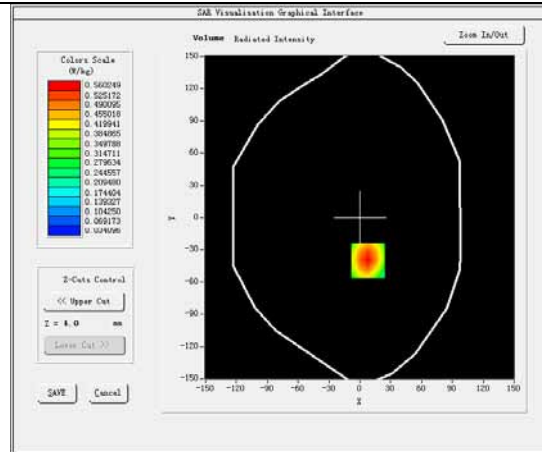 SAR Visualisation Graphical Interface
Volume Radiated Intensity
Zoom In/Out
Colors Scale
(W/kg)
0.560249
0.525172
0.490095
0.455018
0.419941
0.384865
0.349788
0.314711
0.279634
0.244557
0.209480
0.174404
0.139327
0.104250
0.069173
0.034096
Z-Cuts Control
<< Upper Cut
Z = 4.0 mm
Lower Cut >>
SAVE
Cancel
150
120
90
60
30
0
-30
-60
-90
-120
-150
Y
-150 -120 -90 -60 -30 0 30 60 90 120 150
X